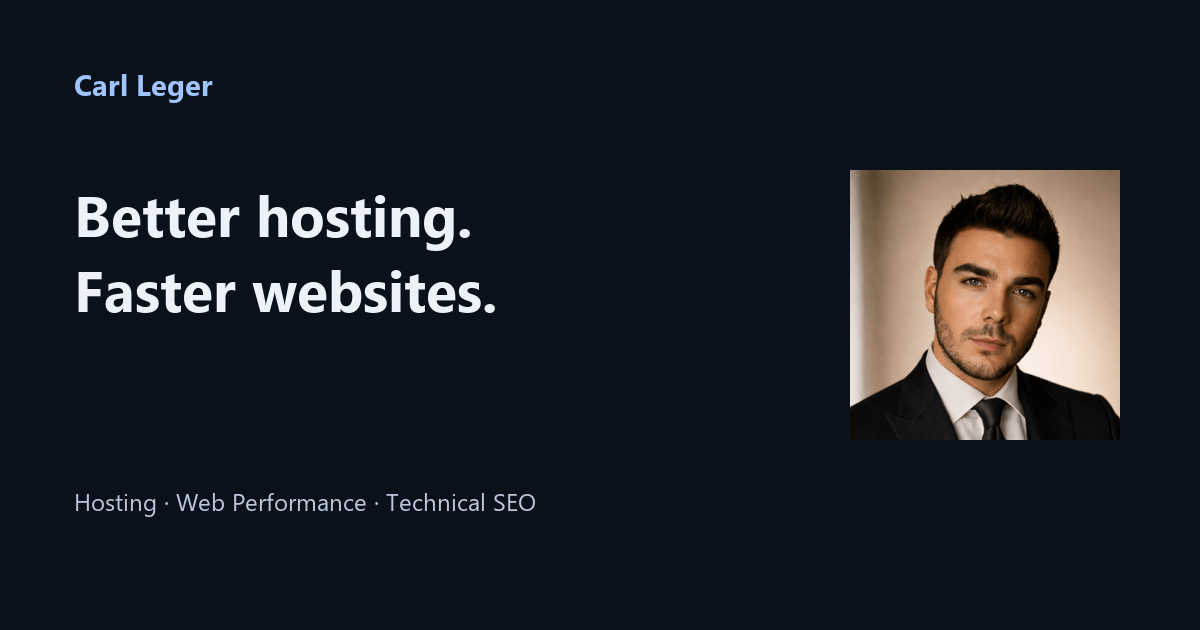 Carl Leger
Better hosting.
Faster websites.
Hosting · Web Performance · Technical SEO